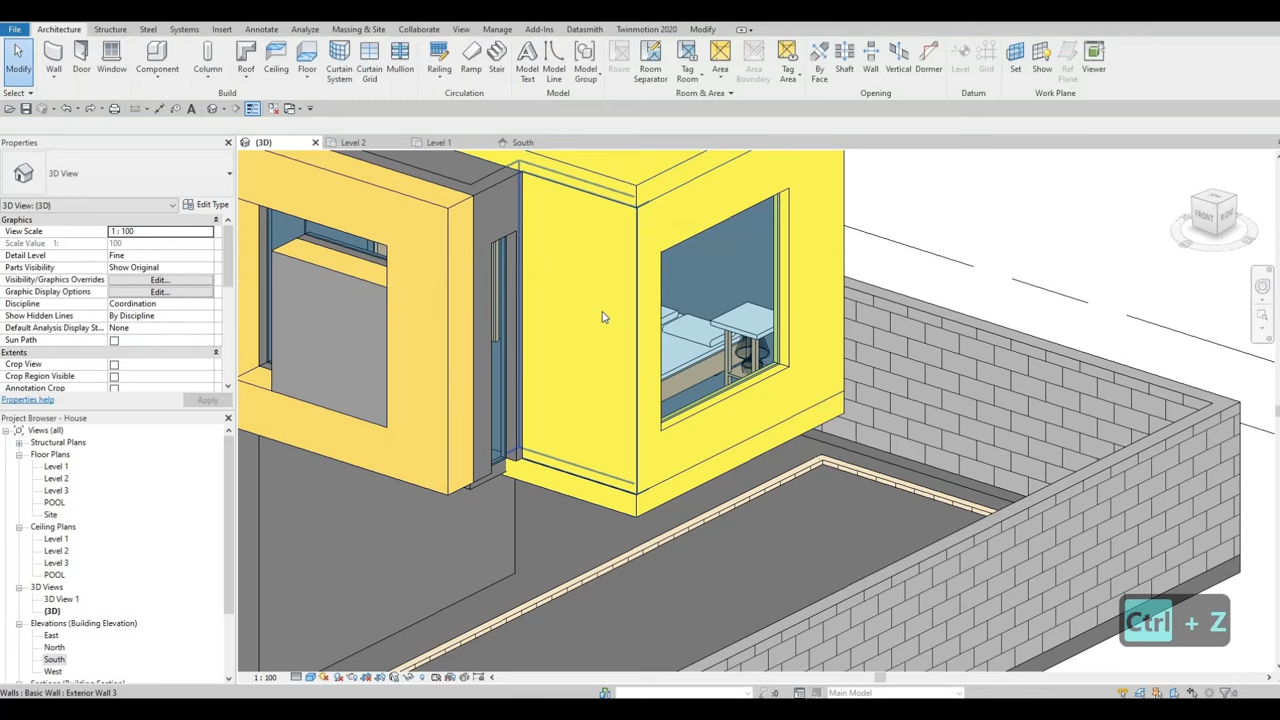 File Architecture Structure Steel Systems Insert Annotate Analyze Massing & Site Collaborate View Manage Add-Ins Datasmith Twinmotion 2020 Modify
Modify Wall Door Window Component Column Roof Ceiling Floor Curtain System Curtain Grid Mullion Railing Ramp Stair Model Text Model Line Model Group Room Room Separator Tag Room Area Area Boundary Tag Area By Face Shaft Wall Vertical Dormer Level Grid Set Show Ref Plane Viewer
Select Build Circulation Model Room & Area Opening Datum Work Plane
Properties
(3D) Level 2 Level 1 South
3D View
3D View: (3D) Edit Type
Graphics
View Scale 1 : 100
Scale Value 1: 100
Detail Level Fine
Parts Visibility Show Original
Visibility/Graphics Overrides Edit...
Graphic Display Options Edit...
Discipline Coordination
Show Hidden Lines By Discipline
Default Analysis Display St... None
Sun Path
Extents
Crop View
Crop Region Visible
Annotation Crop
Properties help Apply
Project Browser - House
Views (all)
Structural Plans
Floor Plans
Level 1
Level 2
Level 3
POOL
Site
Ceiling Plans
Level 1
Level 2
Level 3
POOL
3D Views
3D View 1
{3D}
Elevations (Building Elevation)
East
North
South
West
FRONT RIGHT
Ctrl + Z
1 : 100
Walls : Basic Wall : Exterior Wall 3 :0 Main Model :0